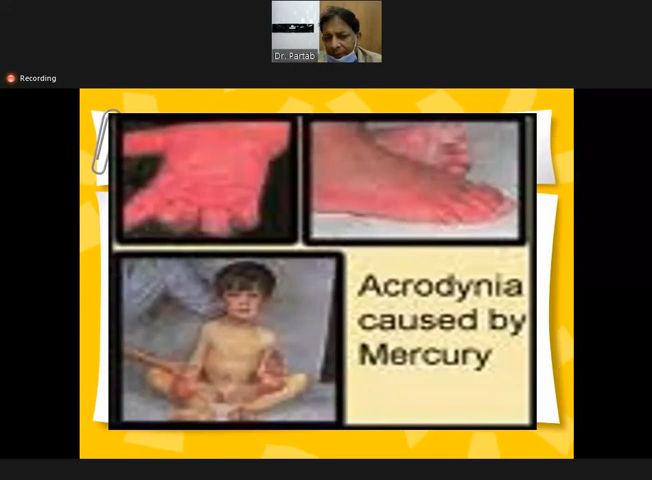 Dr. Partab
Recording
Acrodynia
caused by
Mercury